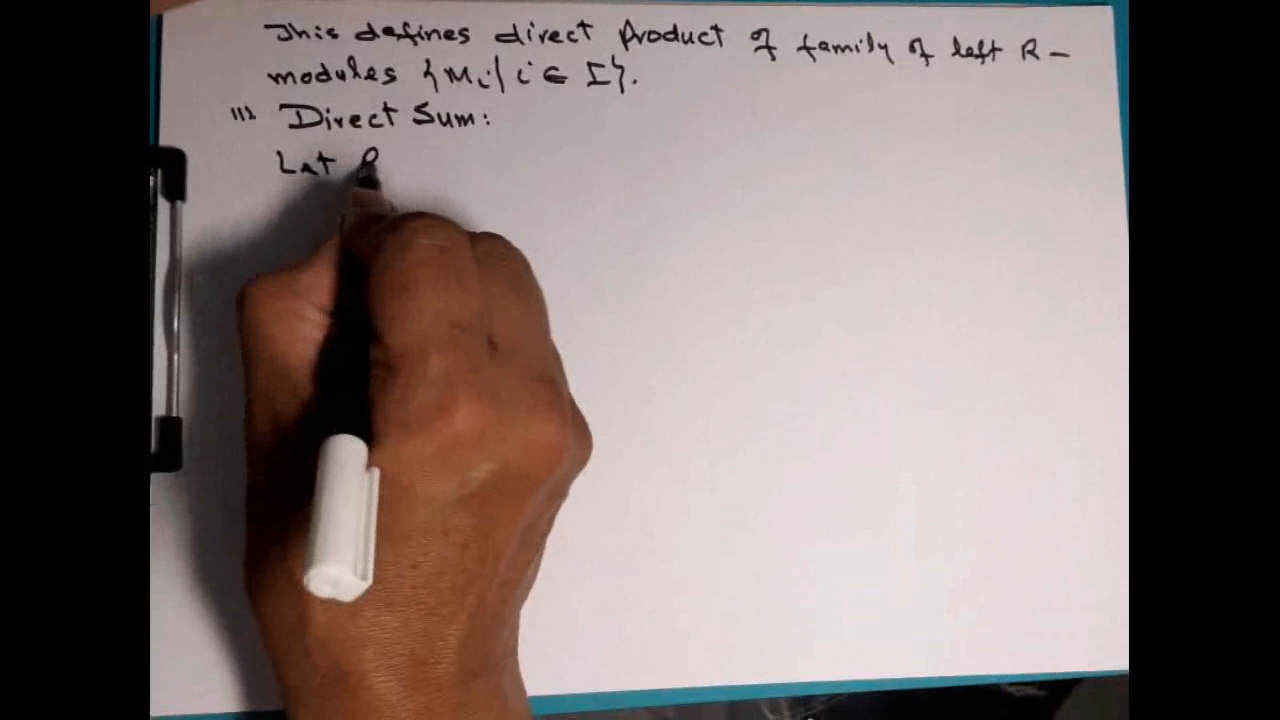 This defines direct Product of family of left R-
modules {Mi/i ∈ I}.
iii) Direct Sum:
Let